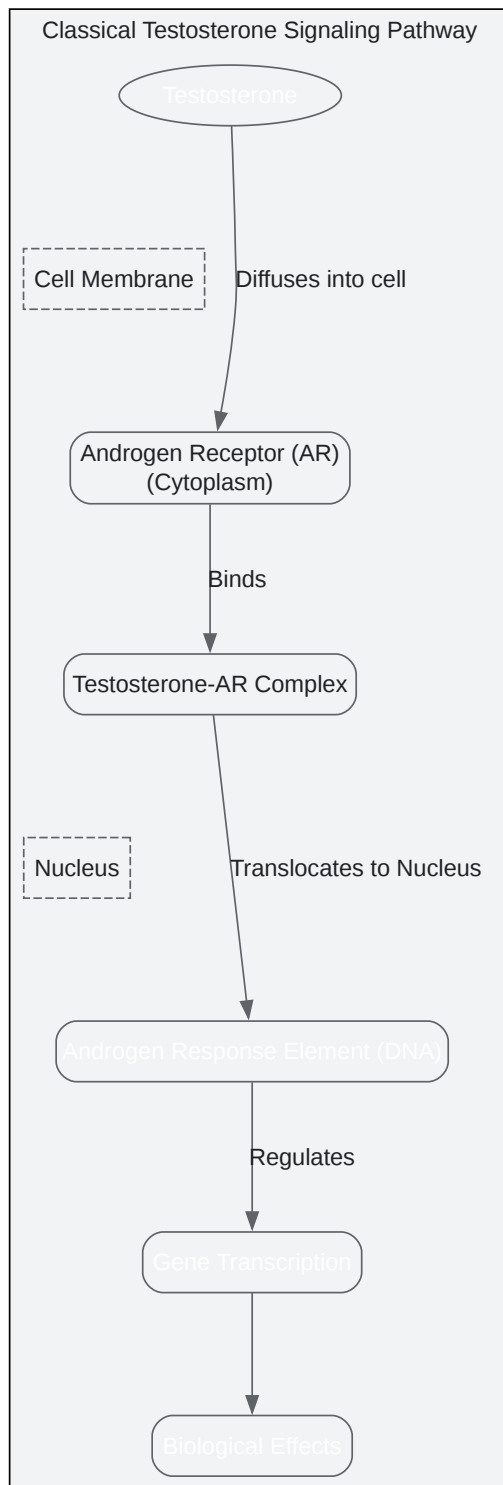 Classical Testosterone Signaling Pathway
Testosterone
Cell Membrane
Diffuses into cell
Androgen Receptor (AR)
(Cytoplasm)
Binds
Testosterone-AR Complex
Nucleus
Translocates to Nucleus
Androgen Response Element (DNA)
Regulates
Gene Transcription
Biological Effects